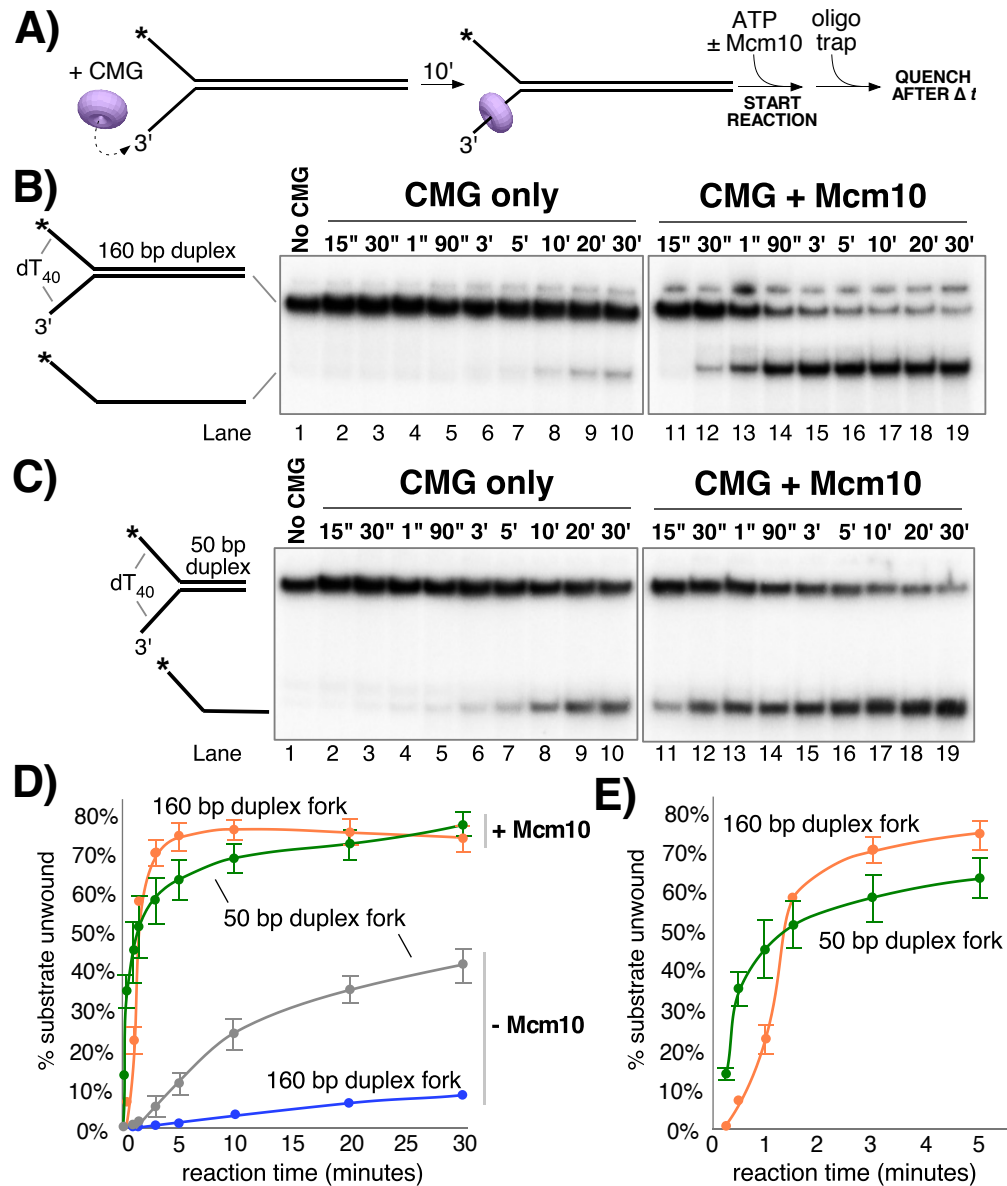 A)
*
+ CMG
3'
10'
*
3'
ATP
± Mcm10
START
REACTION
oligo
trap
QUENCH
AFTER Δ t
B)
*
dT40
3'
160 bp duplex
*
No CMG
CMG only
15" 30" 1" 90" 3' 5' 10' 20' 30'
CMG + Mcm10
15" 30" 1" 90" 3' 5' 10' 20' 30'
Lane 1 2 3 4 5 6 7 8 9 10 11 12 13 14 15 16 17 18 19
C)
*
dT40
3'
50 bp
duplex
*
No CMG
CMG only
15" 30" 1" 90" 3' 5' 10' 20' 30'
CMG + Mcm10
15" 30" 1" 90" 3' 5' 10' 20' 30'
Lane 1 2 3 4 5 6 7 8 9 10 11 12 13 14 15 16 17 18 19
D)
% substrate unwound
80%
70%
60%
50%
40%
30%
20%
10%
0%
160 bp duplex fork
+ Mcm10
50 bp duplex fork
- Mcm10
160 bp duplex fork
0 5 10 15 20 25 30
reaction time (minutes)
E)
% substrate unwound
80%
70%
60%
50%
40%
30%
20%
10%
0%
160 bp duplex fork
50 bp duplex fork
0 1 2 3 4 5
reaction time (minutes)